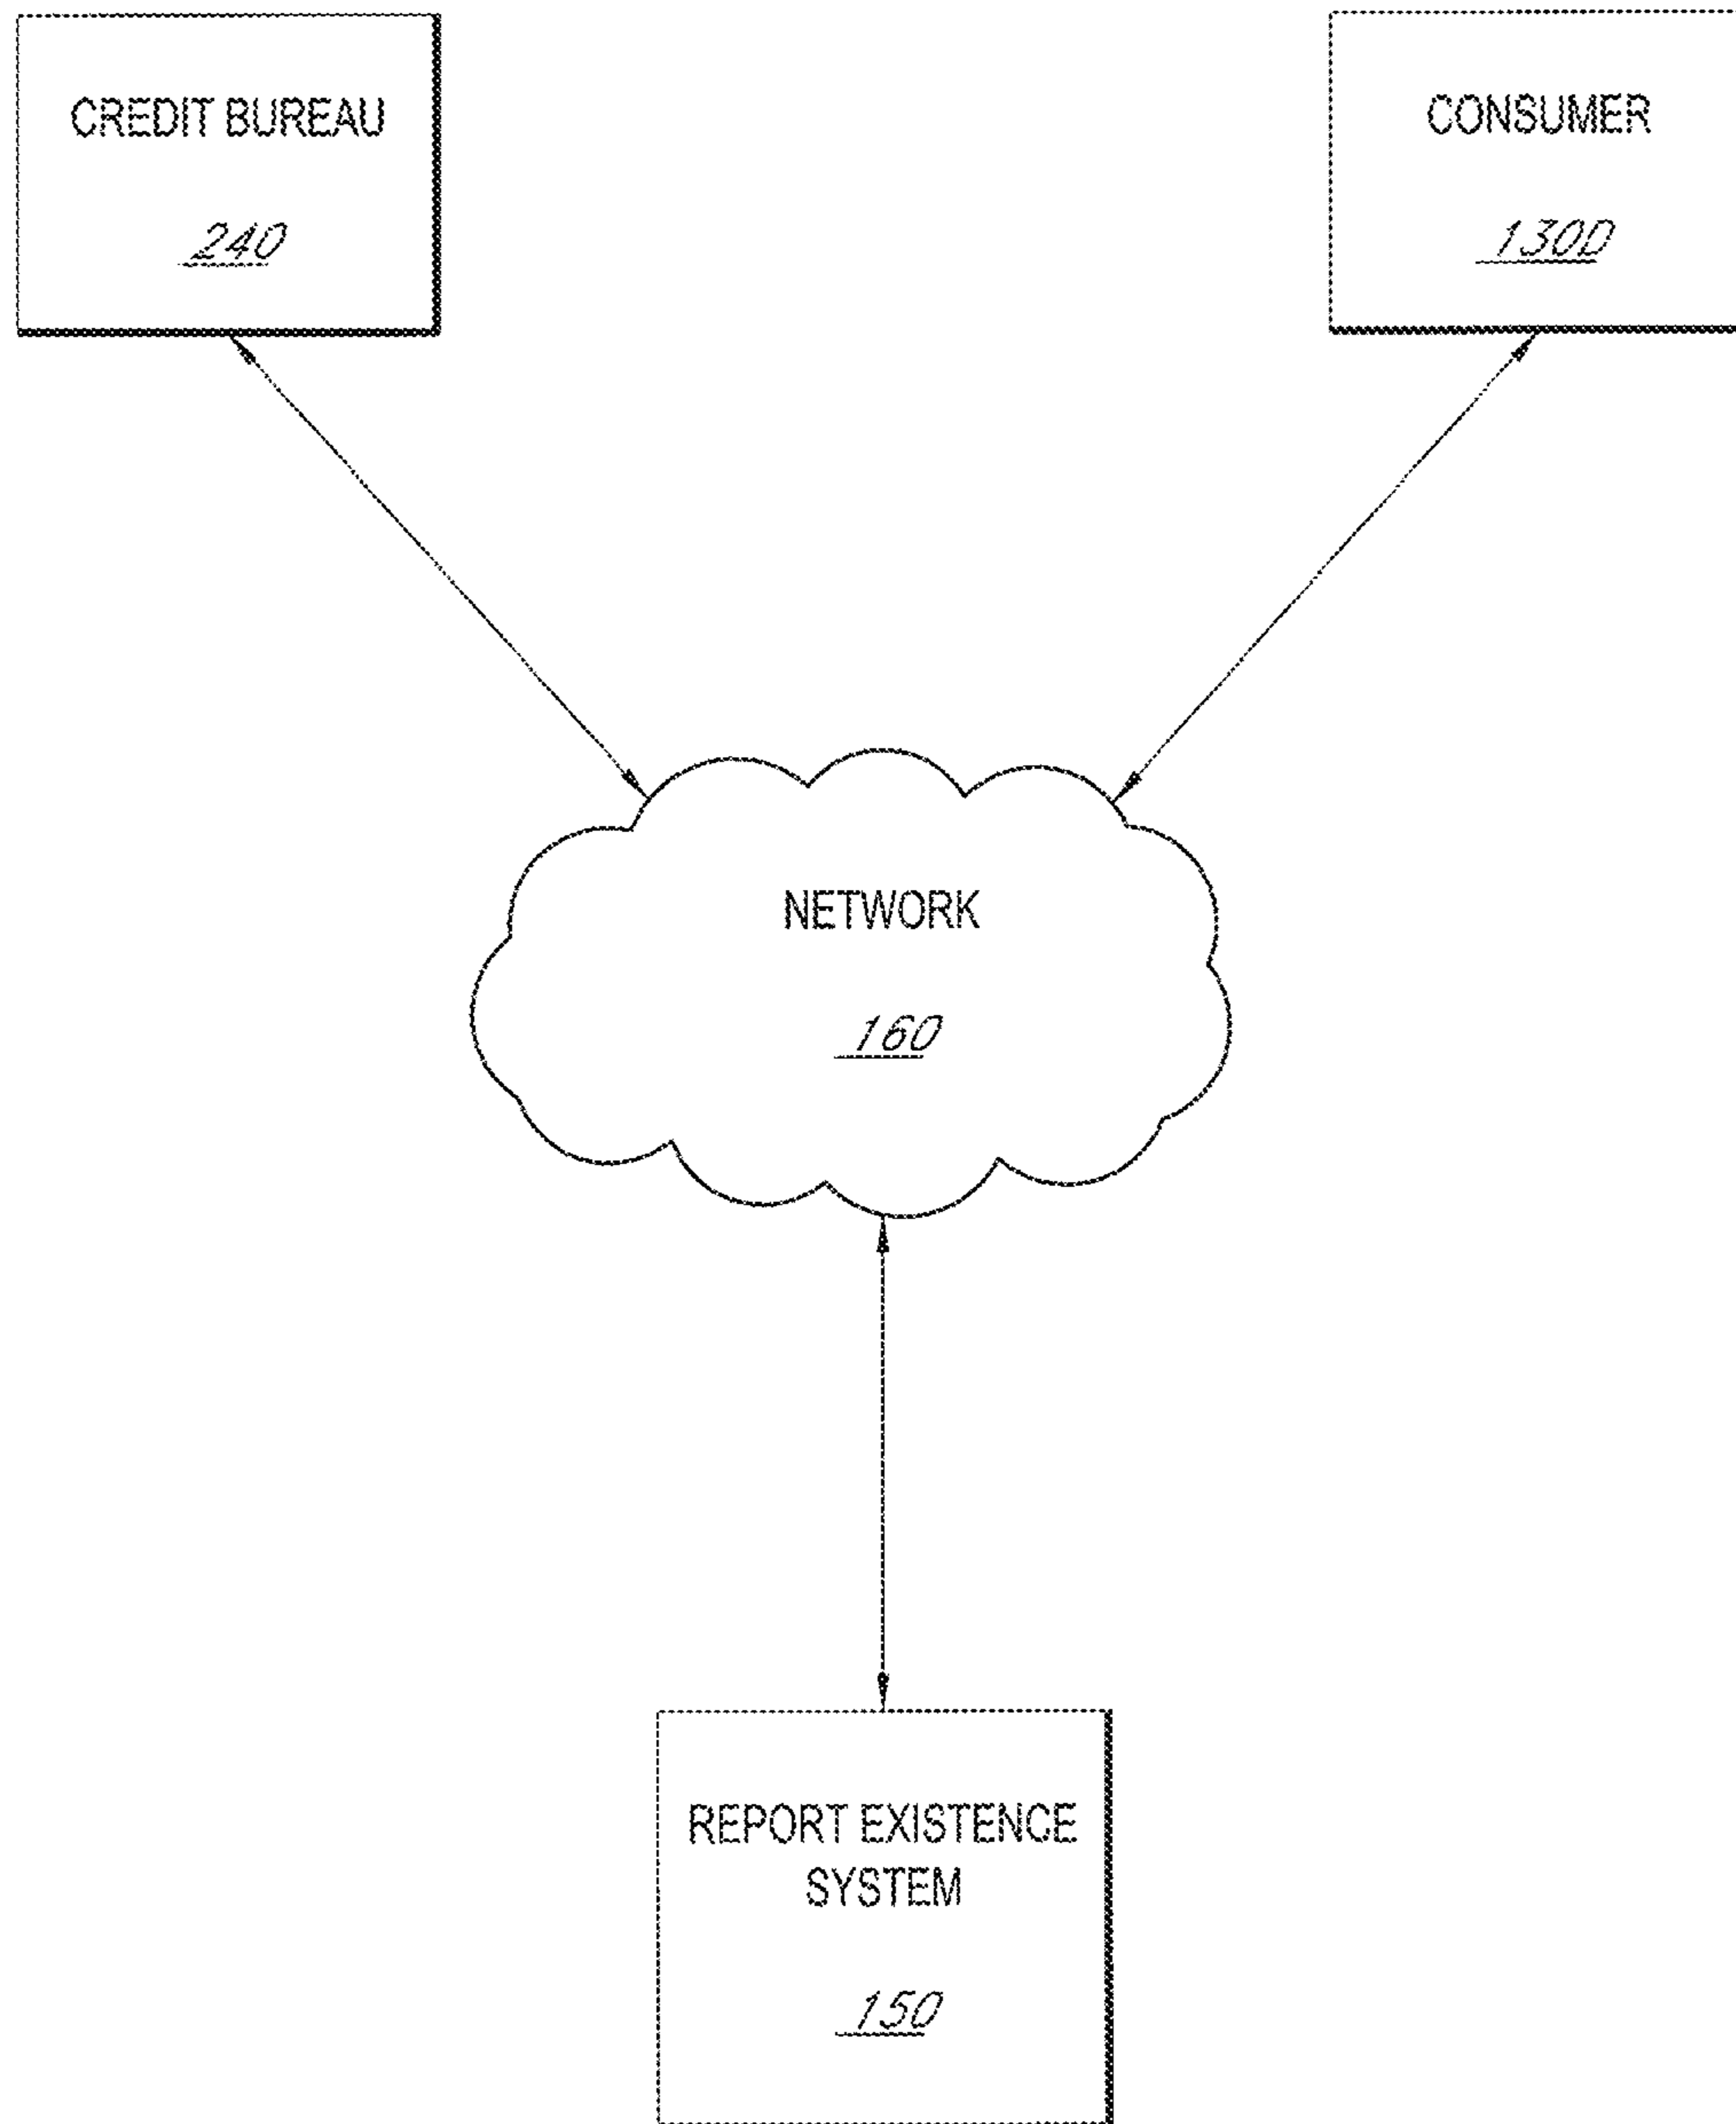 CREDIT BUREAU
240
CONSUMER
130D
NETWORK
160
REPORT EXISTENCE
SYSTEM
150